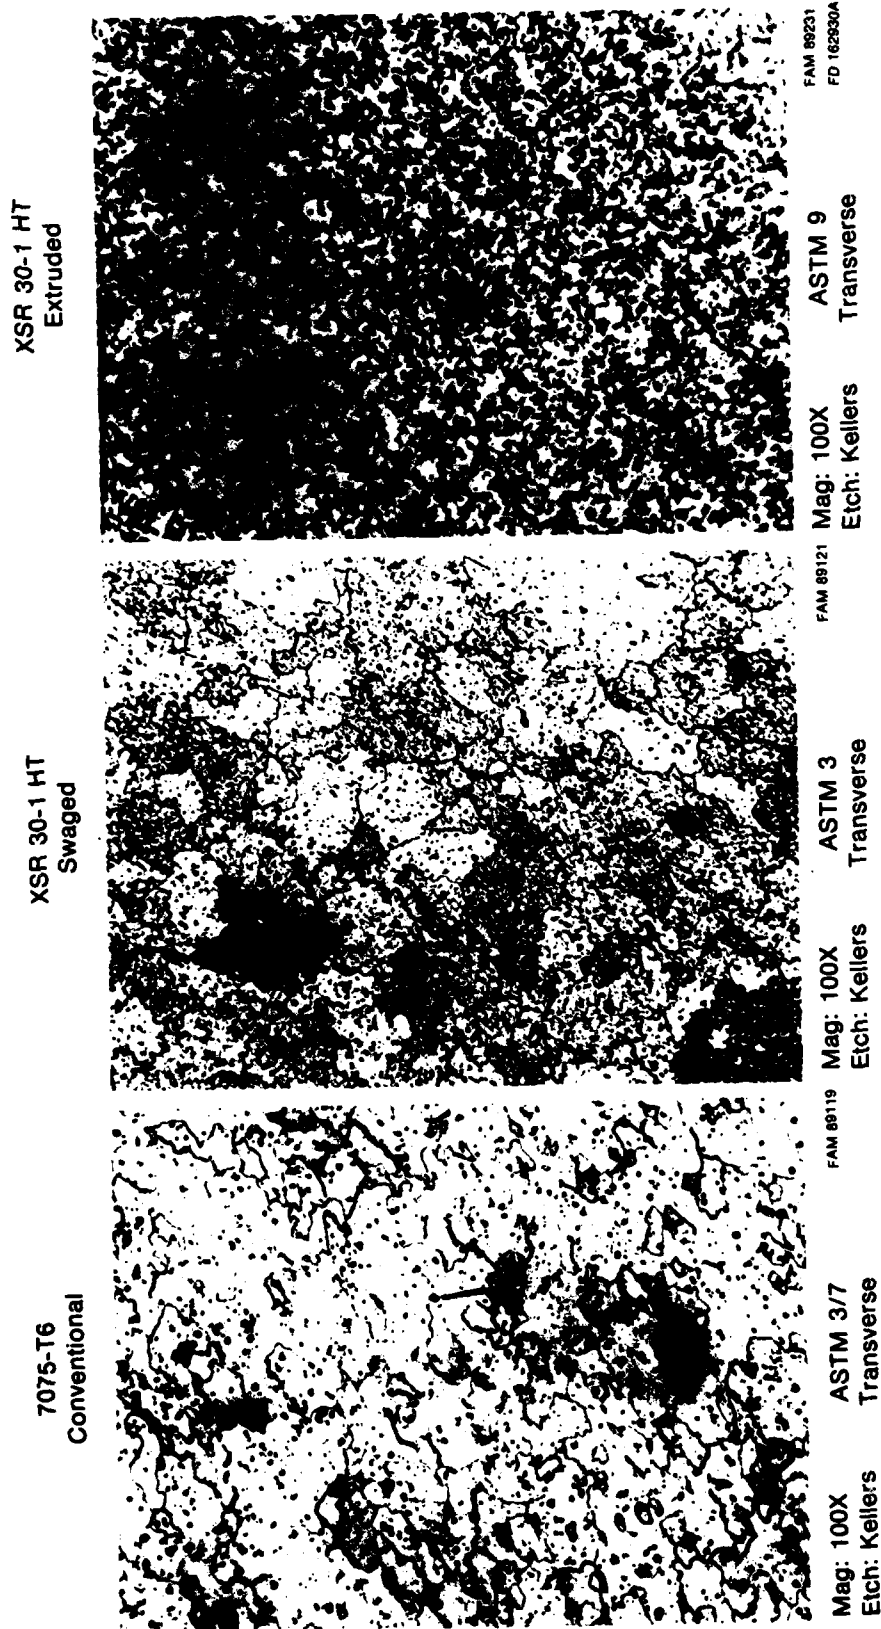 7075-T6
Conventional
XSR 30-1 HT
Swaged
XSR 30-1 HT
Extruded
FAM 89119
Mag: 100X ASTM 3/7
Etch: Kellers Transverse
FAM 89121
Mag: 100X ASTM 3
Etch: Kellers Transverse
FAM 89231
FD 162930A
Mag: 100X ASTM 9
Etch: Kellers Transverse